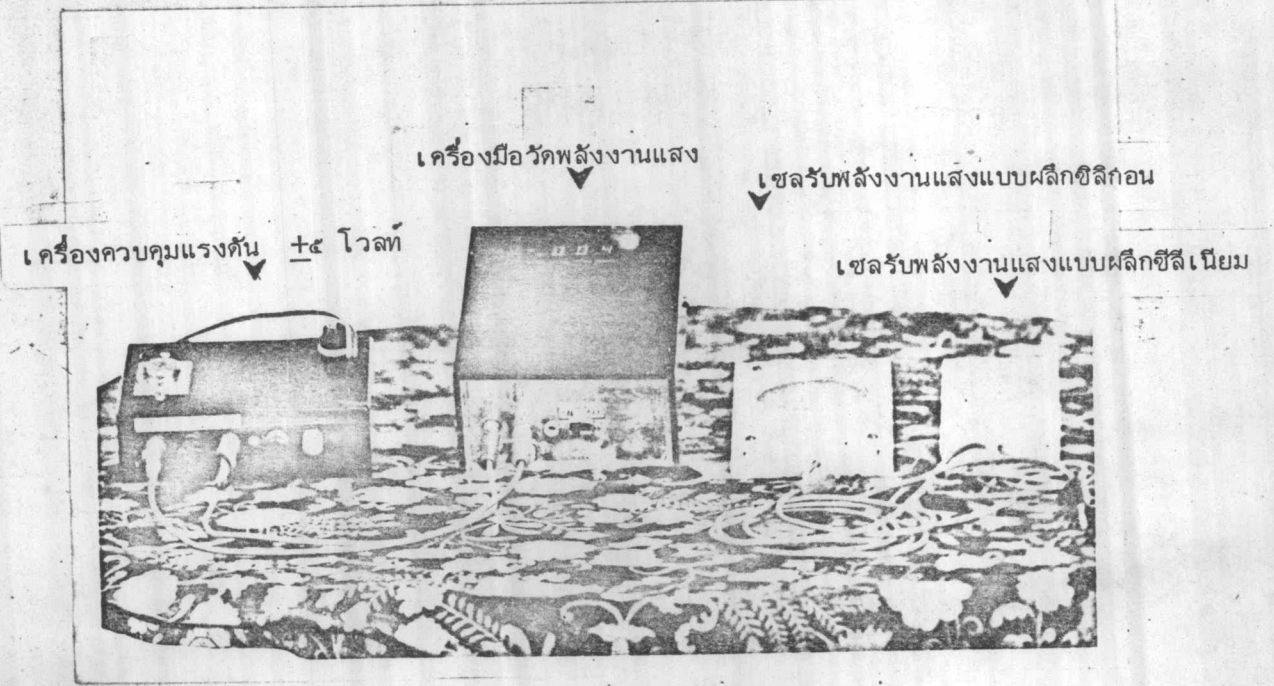 เครื่องมือวัดพลังงานแสง
เซลรับพลังงานแสงแบบผลึกซิลิก่อน
เครื่องควบคุมแรงดัน ±๕ โวลท์
เซลรับพลังงานแสงแบบผลึกซีลีเนียม